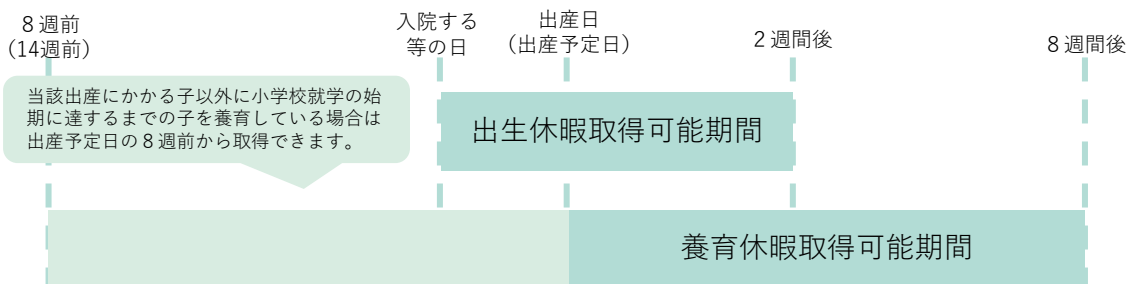 8週前
(14週前)
入院する
等の日
出産日
(出産予定日)
2週間後
8週間後
当該出産にかかる子以外に小学校就学の始
期に達するまでの子を養育している場合は
出産予定日の8週前から取得できます。
出生休暇取得可能期間
養育休暇取得可能期間